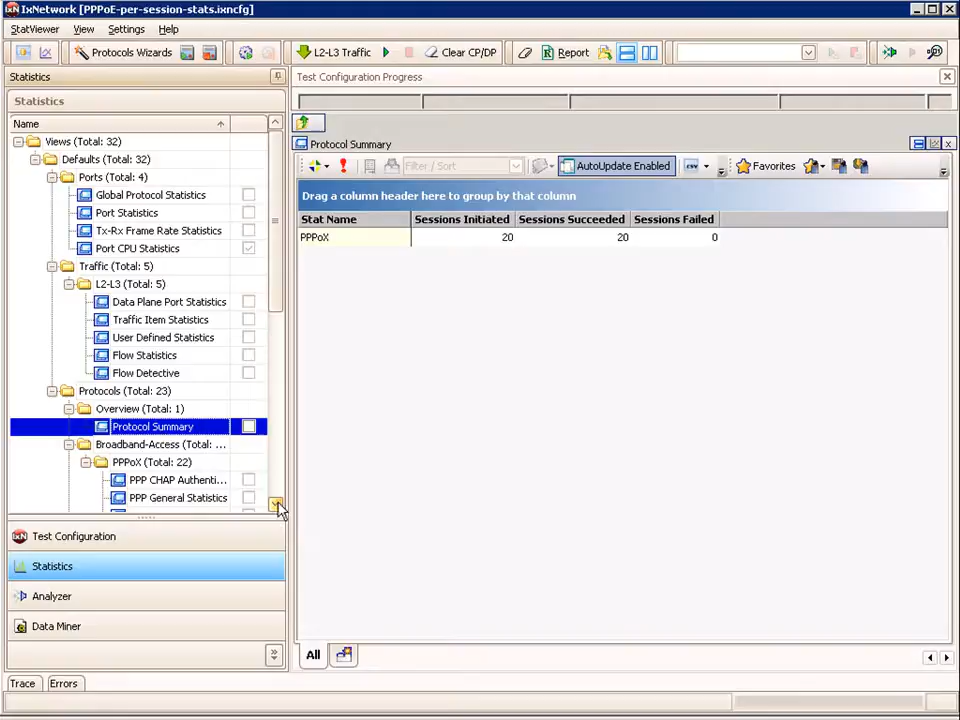 IxNetwork [PPPoE-per-session-stats.ixncfg]
StatViewer View Settings Help
Protocols Wizards L2-L3 Traffic Clear CP/DP Report
Statistics
Test Configuration Progress
Statistics
Name
Views (Total: 32)
Defaults (Total: 32)
Ports (Total: 4)
Global Protocol Statistics
Port Statistics
Tx-Rx Frame Rate Statistics
Port CPU Statistics
Traffic (Total: 5)
L2-L3 (Total: 5)
Data Plane Port Statistics
Traffic Item Statistics
User Defined Statistics
Flow Statistics
Flow Detective
Protocols (Total: 23)
Overview (Total: 1)
Protocol Summary
Broadband-Access (Total: ...
PPPoX (Total: 22)
PPP CHAP Authenti...
PPP General Statistics
Test Configuration
Statistics
Analyzer
Data Miner
Protocol Summary
Filter / Sort AutoUpdate Enabled CSV Favorites
Drag a column header here to group by that column
Stat Name Sessions Initiated Sessions Succeeded Sessions Failed
PPPoX 20 20 0
All
Trace Errors